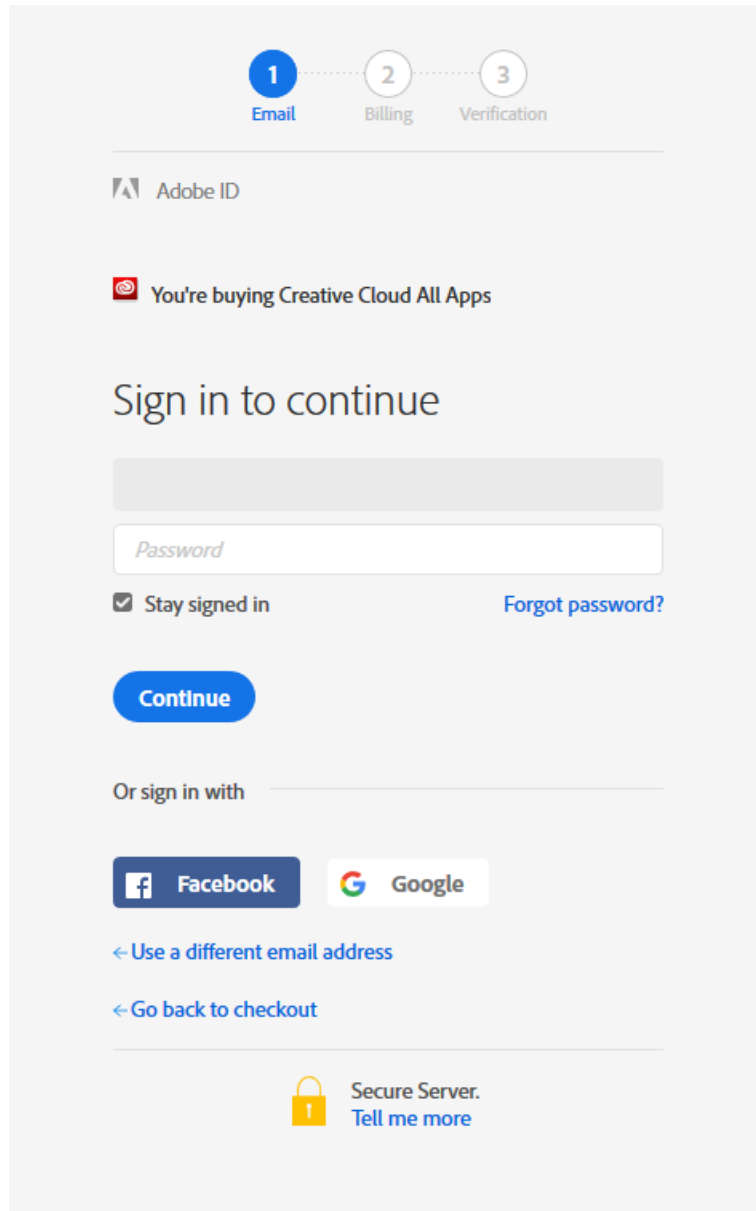 1 2 3
Email Billing Verification
Adobe ID
You're buying Creative Cloud All Apps
Sign in to continue
Password
Stay signed in Forgot password?
Continue
Or sign in with
Facebook Google
←Use a different email address
←Go back to checkout
Secure Server.
Tell me more